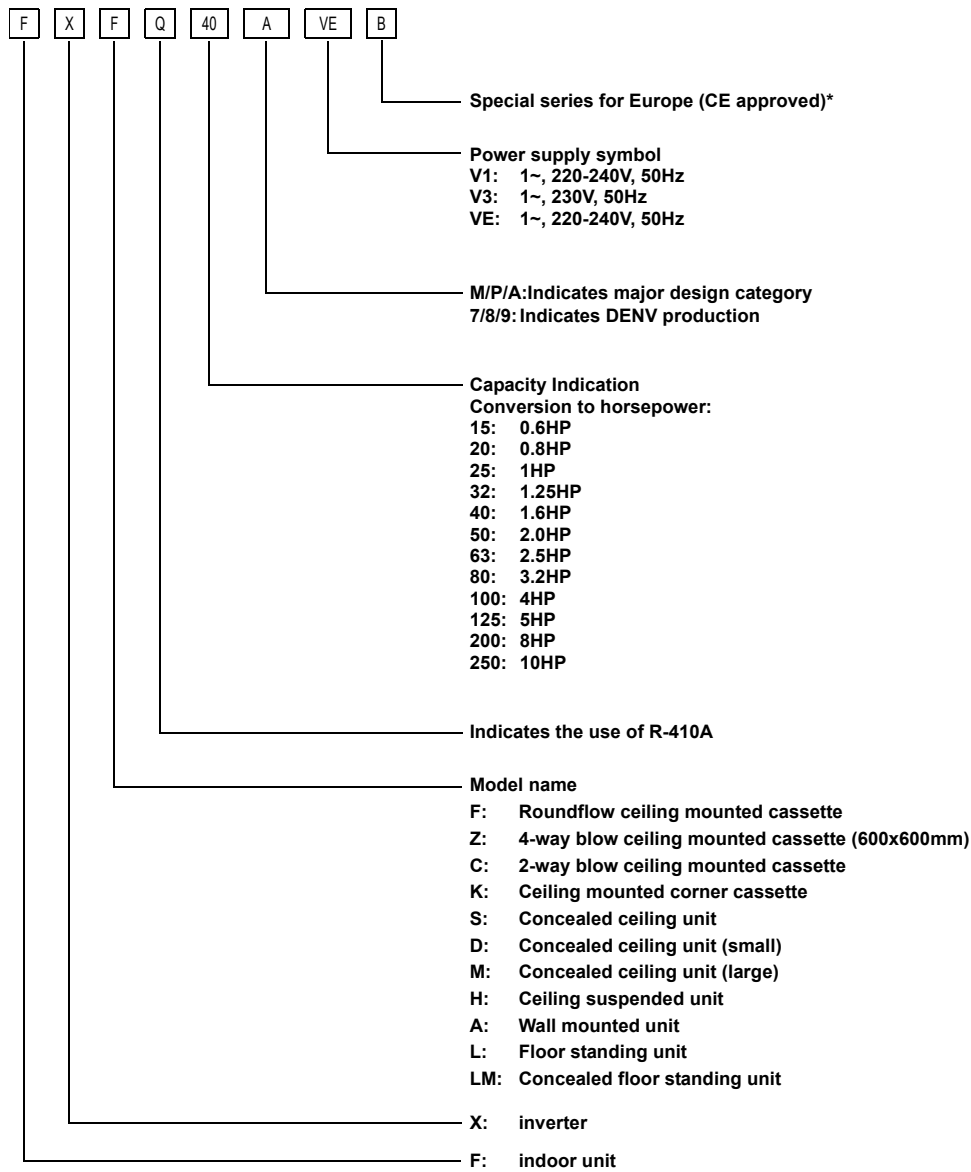 F X F Q 40 A VE B
Special series for Europe (CE approved)*
Power supply symbol
V1: 1~, 220-240V, 50Hz
V3: 1~, 230V, 50Hz
VE: 1~, 220-240V, 50Hz
M/P/A:Indicates major design category
7/8/9: Indicates DENV production
Capacity Indication
Conversion to horsepower:
15: 0.6HP
20: 0.8HP
25: 1HP
32: 1.25HP
40: 1.6HP
50: 2.0HP
63: 2.5HP
80: 3.2HP
100: 4HP
125: 5HP
200: 8HP
250: 10HP
Indicates the use of R-410A
Model name
F: Roundflow ceiling mounted cassette
Z: 4-way blow ceiling mounted cassette (600x600mm)
C: 2-way blow ceiling mounted cassette
K: Ceiling mounted corner cassette
S: Concealed ceiling unit
D: Concealed ceiling unit (small)
M: Concealed ceiling unit (large)
H: Ceiling suspended unit
A: Wall mounted unit
L: Floor standing unit
LM: Concealed floor standing unit
X: inverter
F: indoor unit